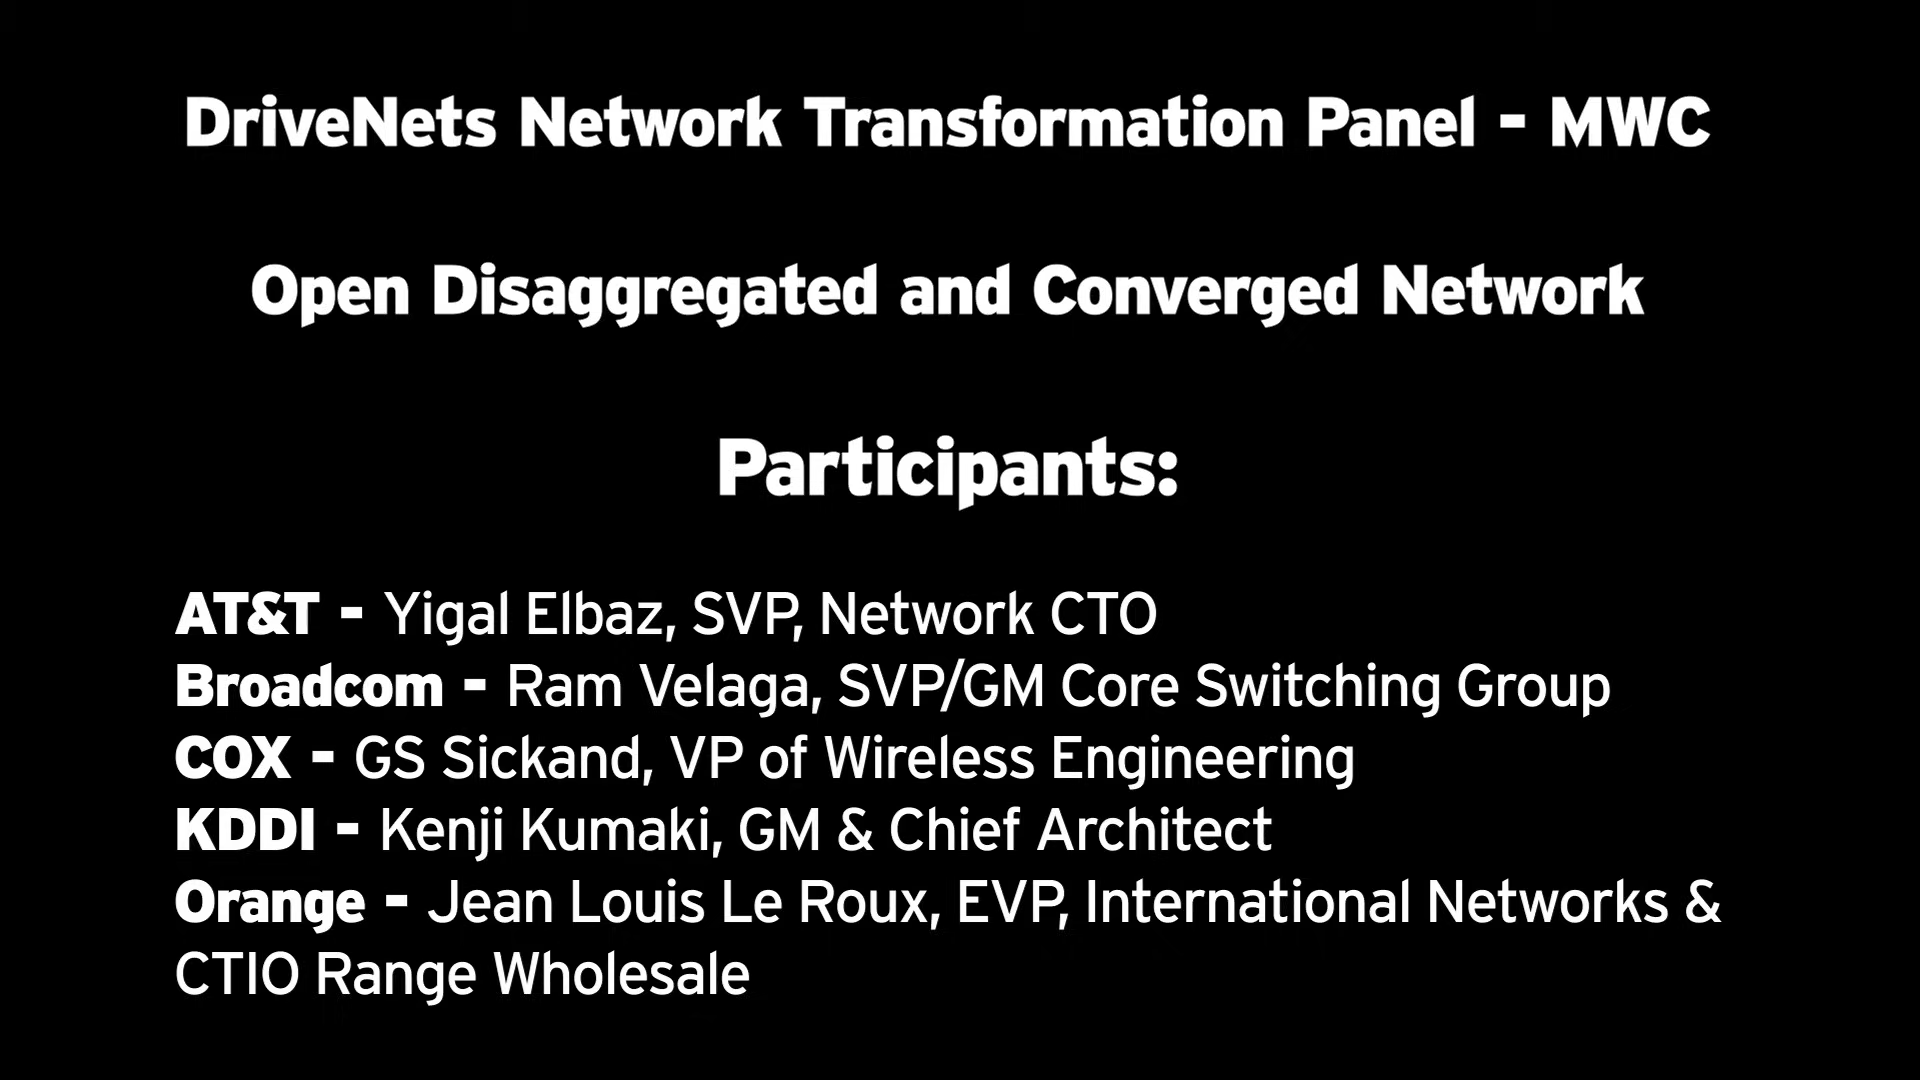 DriveNets Network Transformation Panel - MWC
Open Disaggregated and Converged Network
Participants:
AT&T - Yigal Elbaz, SVP, Network CTO
Broadcom - Ram Velaga, SVP/GM Core Switching Group
COX - GS Sickand, VP of Wireless Engineering
KDDI - Kenji Kumaki, GM & Chief Architect
Orange - Jean Louis Le Roux, EVP, International Networks &
CTIO Range Wholesale